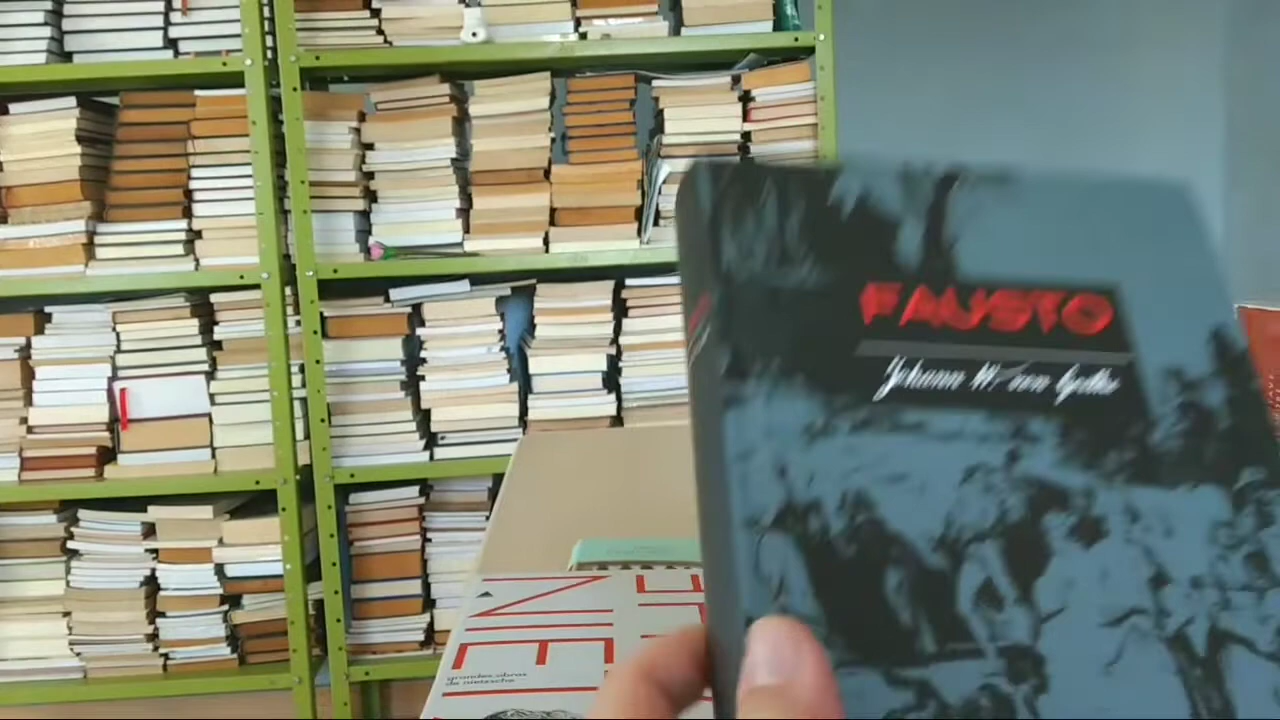 FAUSTO
Johann W. von Goethe
NIE
grandes obras
de nietzsche